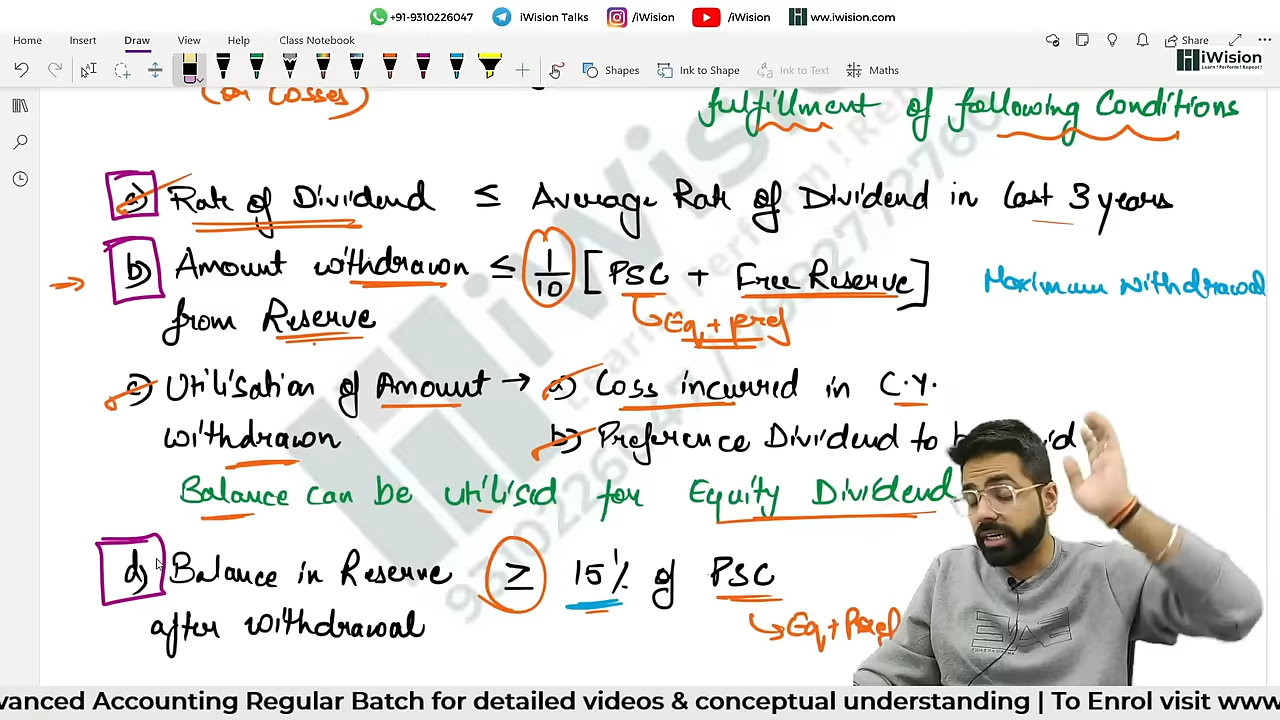 +91-9310226047 iWision Talks /iWision /iWision www.iwision.com
Home Insert Draw View Help Class Notebook Share
Shapes Ink to Shape Ink to Text Maths
iWision
Learn! Perform! Repeat!
(or Losses)
fulfillment of following Conditions
a) Rate of Dividend ≤ Average Rate of Dividend in last 3 years
b) Amount withdrawn ≤ 1/10 [PSC + Free Reserve] Maximum withdrawal
from Reserve Eq + pref
c) Utilisation of Amount → a) Loss incurred in C.Y.
withdrawn b) Preference Dividend to
Balance can be utilised for Equity Dividend
d) Balance in Reserve ≥ 15% of PSC
after withdrawal Eq + Pref
vanced Accounting Regular Batch for detailed videos & conceptual understanding | To Enrol visit www